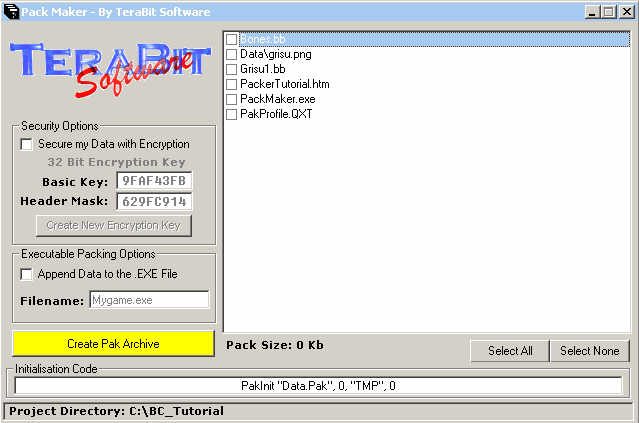 Pack Maker - By TeraBit Software
TERABIT
Software
Security Options
Secure my Data with Encryption
32 Bit Encryption Key
Basic Key: 9FAF43FB
Header Mask: 629FC914
Create New Encryption Key
Executable Packing Options
Append Data to the .EXE File
Filename: Mygame.exe
Create Pak Archive
Bones.bb
Data\grisu.png
Grisu1.bb
PackerTutorial.htm
PackMaker.exe
PakProfile.QXT
Pack Size: 0 Kb
Select All
Select None
Initialisation Code
PakInit "Data.Pak", 0, "TMP", 0
Project Directory: C:\BC_Tutorial